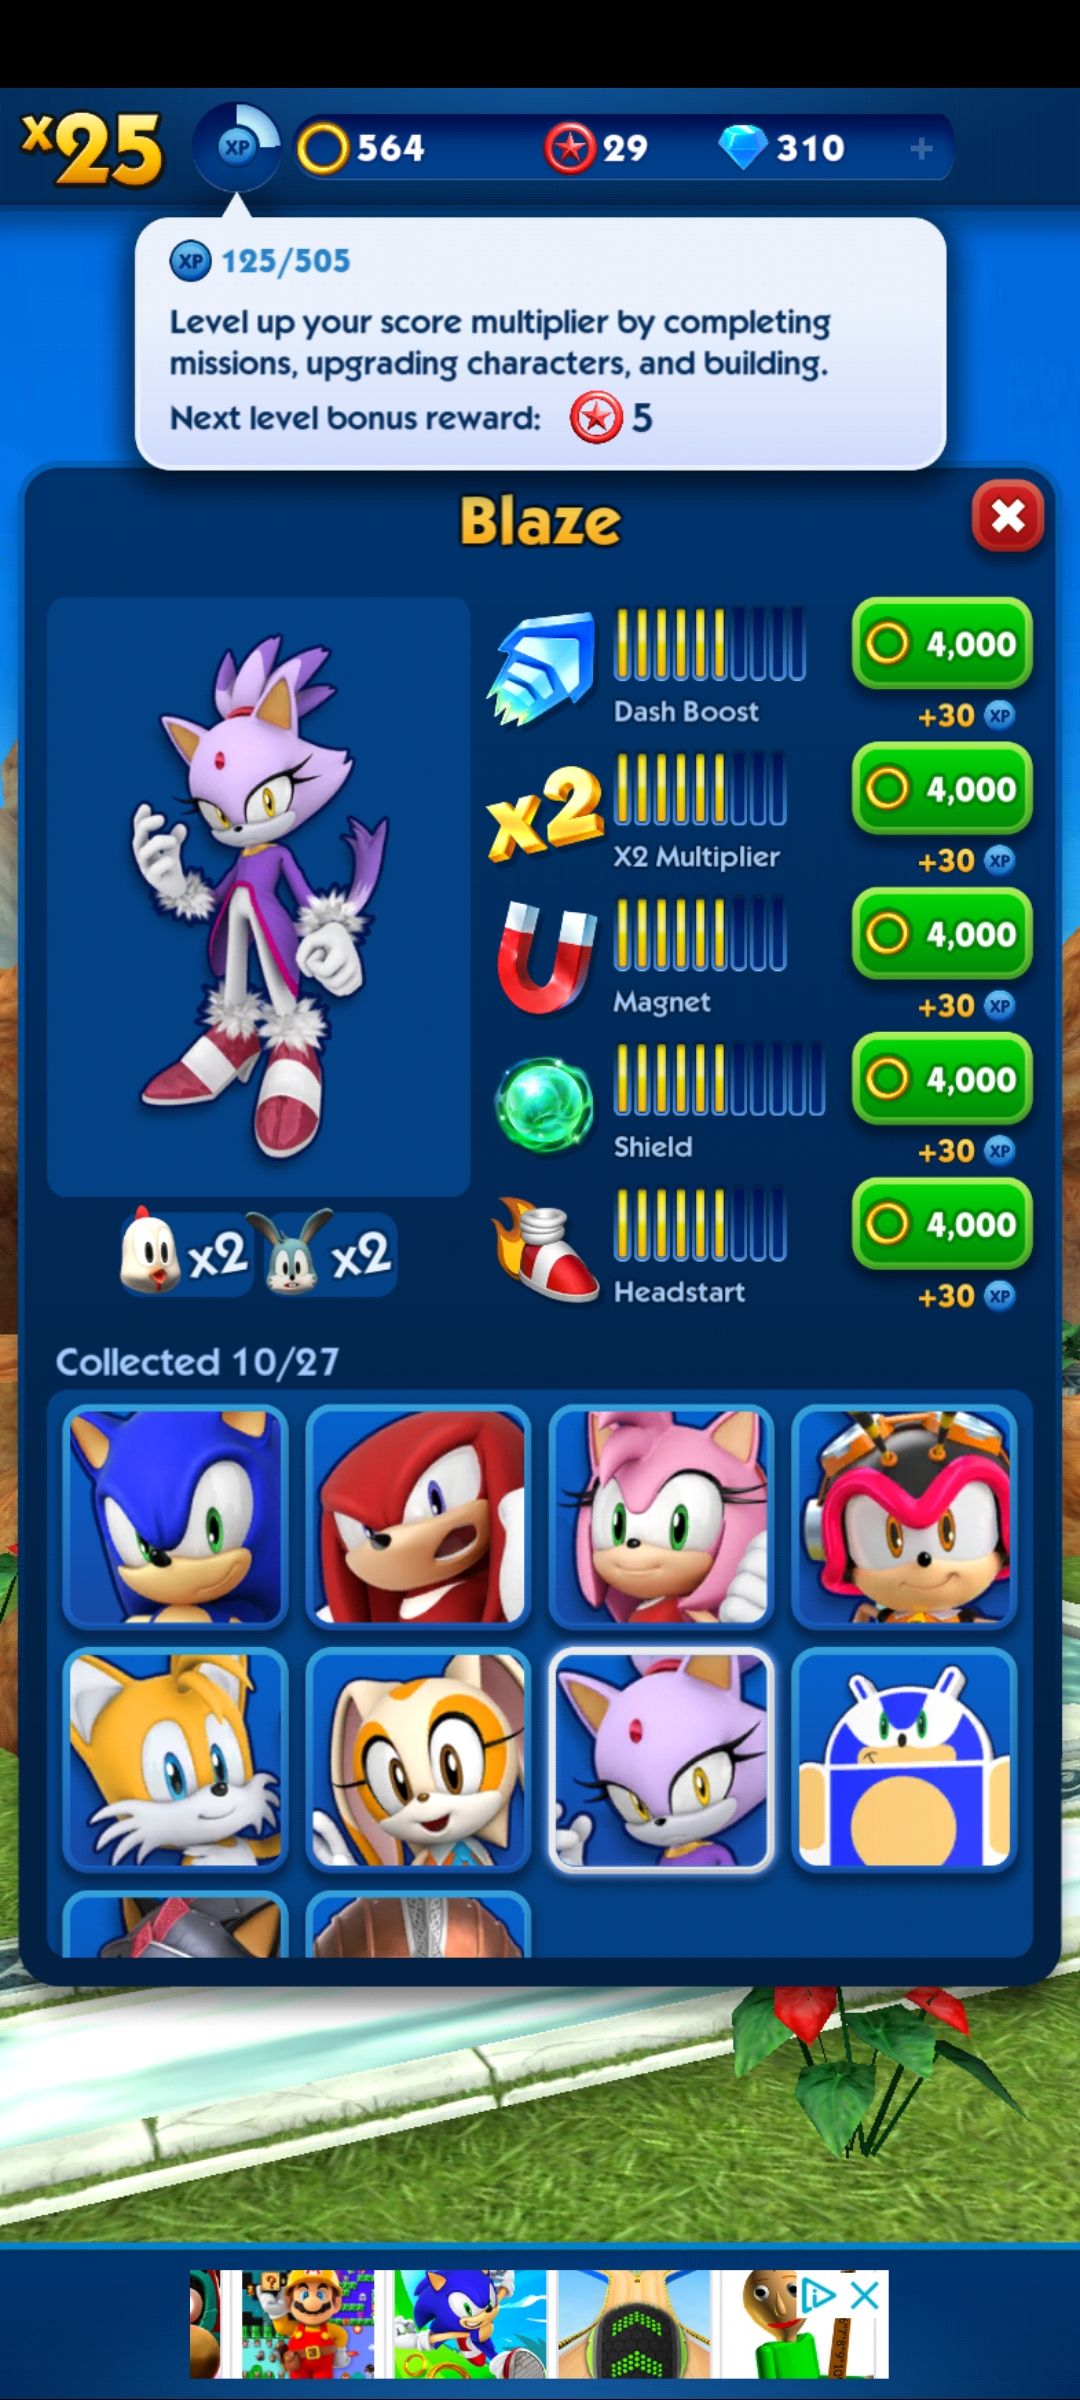 x25
XP
564
29
310
+
XP 125/505
Level up your score multiplier by completing
missions, upgrading characters, and building.
Next level bonus reward: 5
Blaze
4,000
Dash Boost
+30 XP
x2
4,000
X2 Multiplier
+30 XP
4,000
Magnet
+30 XP
4,000
Shield
+30 XP
x2 x2
4,000
Headstart
+30 XP
Collected 10/27